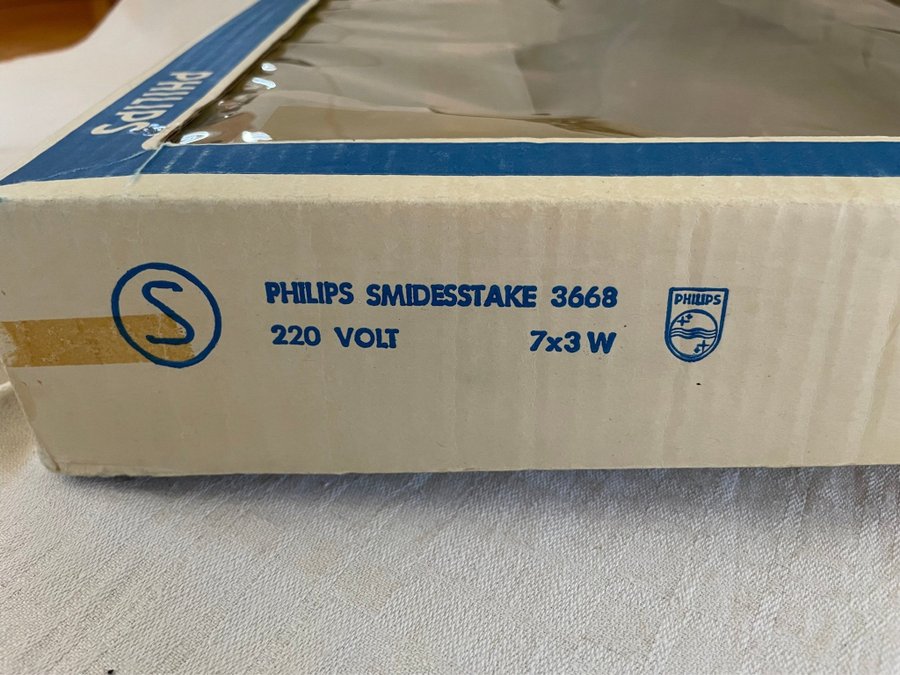 PHILIPS
S
PHILIPS SMIDESSTAKE 3668
220 VOLT 7x3 W
PHILIPS